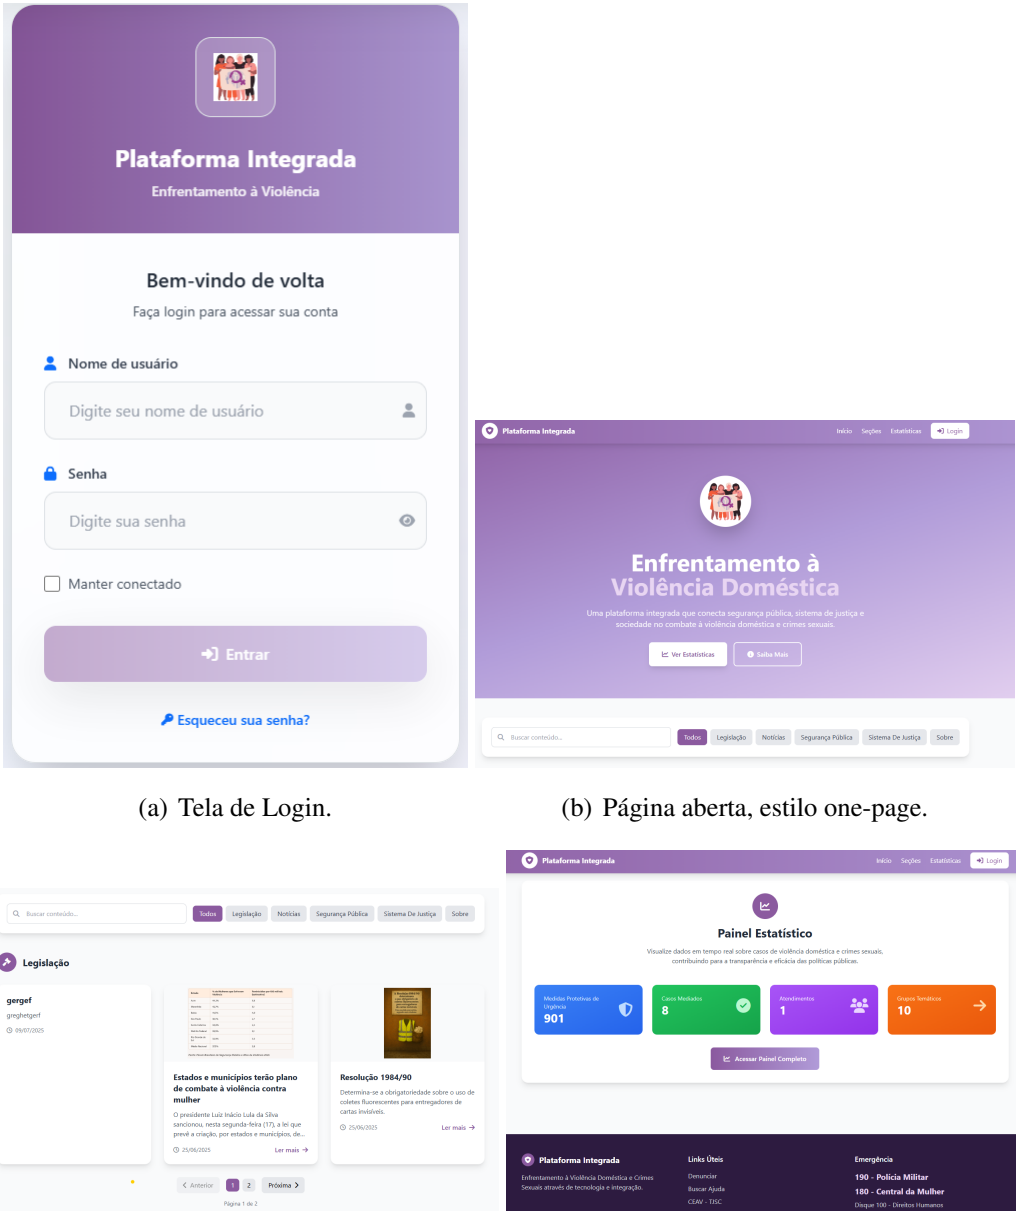 Plataforma Integrada
Enfrentamento à Violência
Bem-vindo de volta
Faça login para acessar sua conta
Nome de usuário
Digite seu nome de usuário
Senha
Digite sua senha
Manter conectado
Entrar
Esqueceu sua senha?
(a) Tela de Login.
Plataforma Integrada
Início Seções Estatísticas Login
Enfrentamento à
Violência Doméstica
Uma plataforma integrada que conecta segurança pública, sistema de justiça e
sociedade no combate à violência doméstica e crimes sexuais.
Ver Estatísticas Saiba Mais
Buscar conteúdo... Todos Legislação Notícias Segurança Pública Sistema De Justiça Sobre
(b) Página aberta, estilo one-page.
Buscar conteúdo... Todos Legislação Notícias Segurança Pública Sistema De Justiça Sobre
Legislação
gergef
greghetgerf
09/07/2025
Estados e municípios terão plano
de combate à violência contra
mulher
O presidente Luiz Inácio Lula da Silva
sancionou, nesta segunda-feira (17), a lei que
prevê a criação, por estados e municípios, de...
25/06/2025 Ler mais
Resolução 1984/90
Determina-se a obrigatoriedade sobre o uso de
coletes fluorescentes para entregadores de
cartas invisíveis.
25/06/2025 Ler mais
Anterior 1 2 Próxima
Página 1 de 2
Plataforma Integrada
Início Seções Estatísticas Login
Painel Estatístico
Visualize dados em tempo real sobre casos de violência doméstica e crimes sexuais,
contribuindo para a transparência e eficácia das políticas públicas.
Medidas Protetivas de
Urgência
901
Casos Mediados
8
Atendimentos
1
Grupos Temáticos
10
Acessar Painel Completo
Plataforma Integrada
Enfrentamento à Violência Doméstica e Crimes
Sexuais através de tecnologia e integração.
Links Úteis
Denunciar
Buscar Ajuda
CEAV - TJSC
Emergência
190 - Polícia Militar
180 - Central da Mulher
Disque 100 - Direitos Humanos